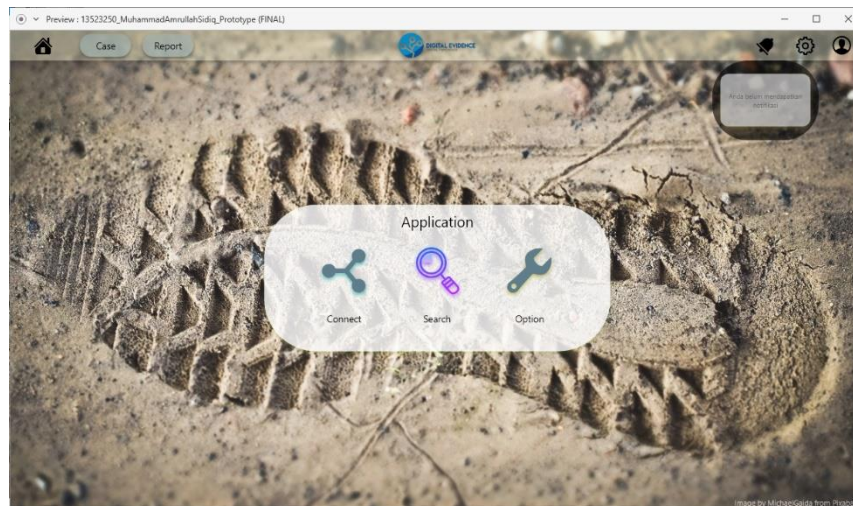 Preview : 13523250_MuhammadAmrullahSidiq_Prototype (FINAL)
Case
Report
DIGITAL EVIDENCE
Anda belum mendapatkan
notifikasi
Application
Connect
Search
Option
Image by MichaelGaida from Pixabay